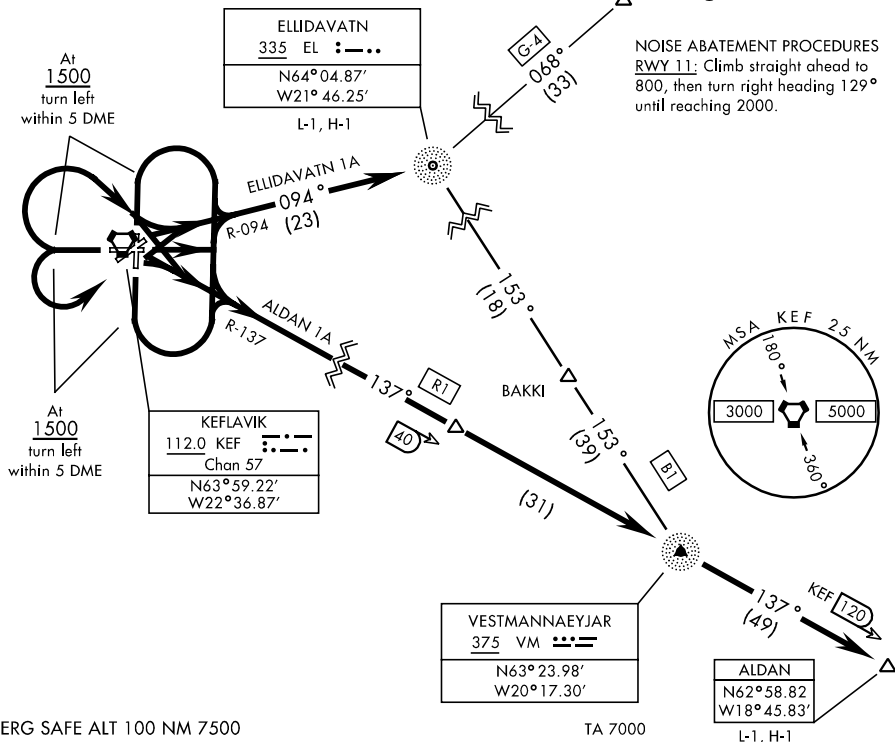 ELLIDAVATN
335 EL
N64° 04.87′
W21° 46.25′
L-1, H-1
G-4
068°
(33)
NOISE ABATEMENT PROCEDURES
RWY 11: Climb straight ahead to
800, then turn right heading 129°
until reaching 2000.
At
1500
turn left
within 5 DME
ELLIDAVATN 1A
094°
(23)
R-094
ALDAN 1A
R-137
137°
R1
40
(31)
153°
(18)
BAKKI
153°
(39)
B1
MSA KEF 25 NM
180°
3000
5000
360°
At
1500
turn left
within 5 DME
KEFLAVIK
112.0 KEF
Chan 57
N63° 59.22′
W22° 36.87′
VESTMANNAEYJAR
375 VM
N63° 23.98′
W20° 17.30′
137°
(49)
KEF 120
ALDAN
N62° 58.82
W18° 45.83′
L-1, H-1
ERG SAFE ALT 100 NM 7500
TA 7000